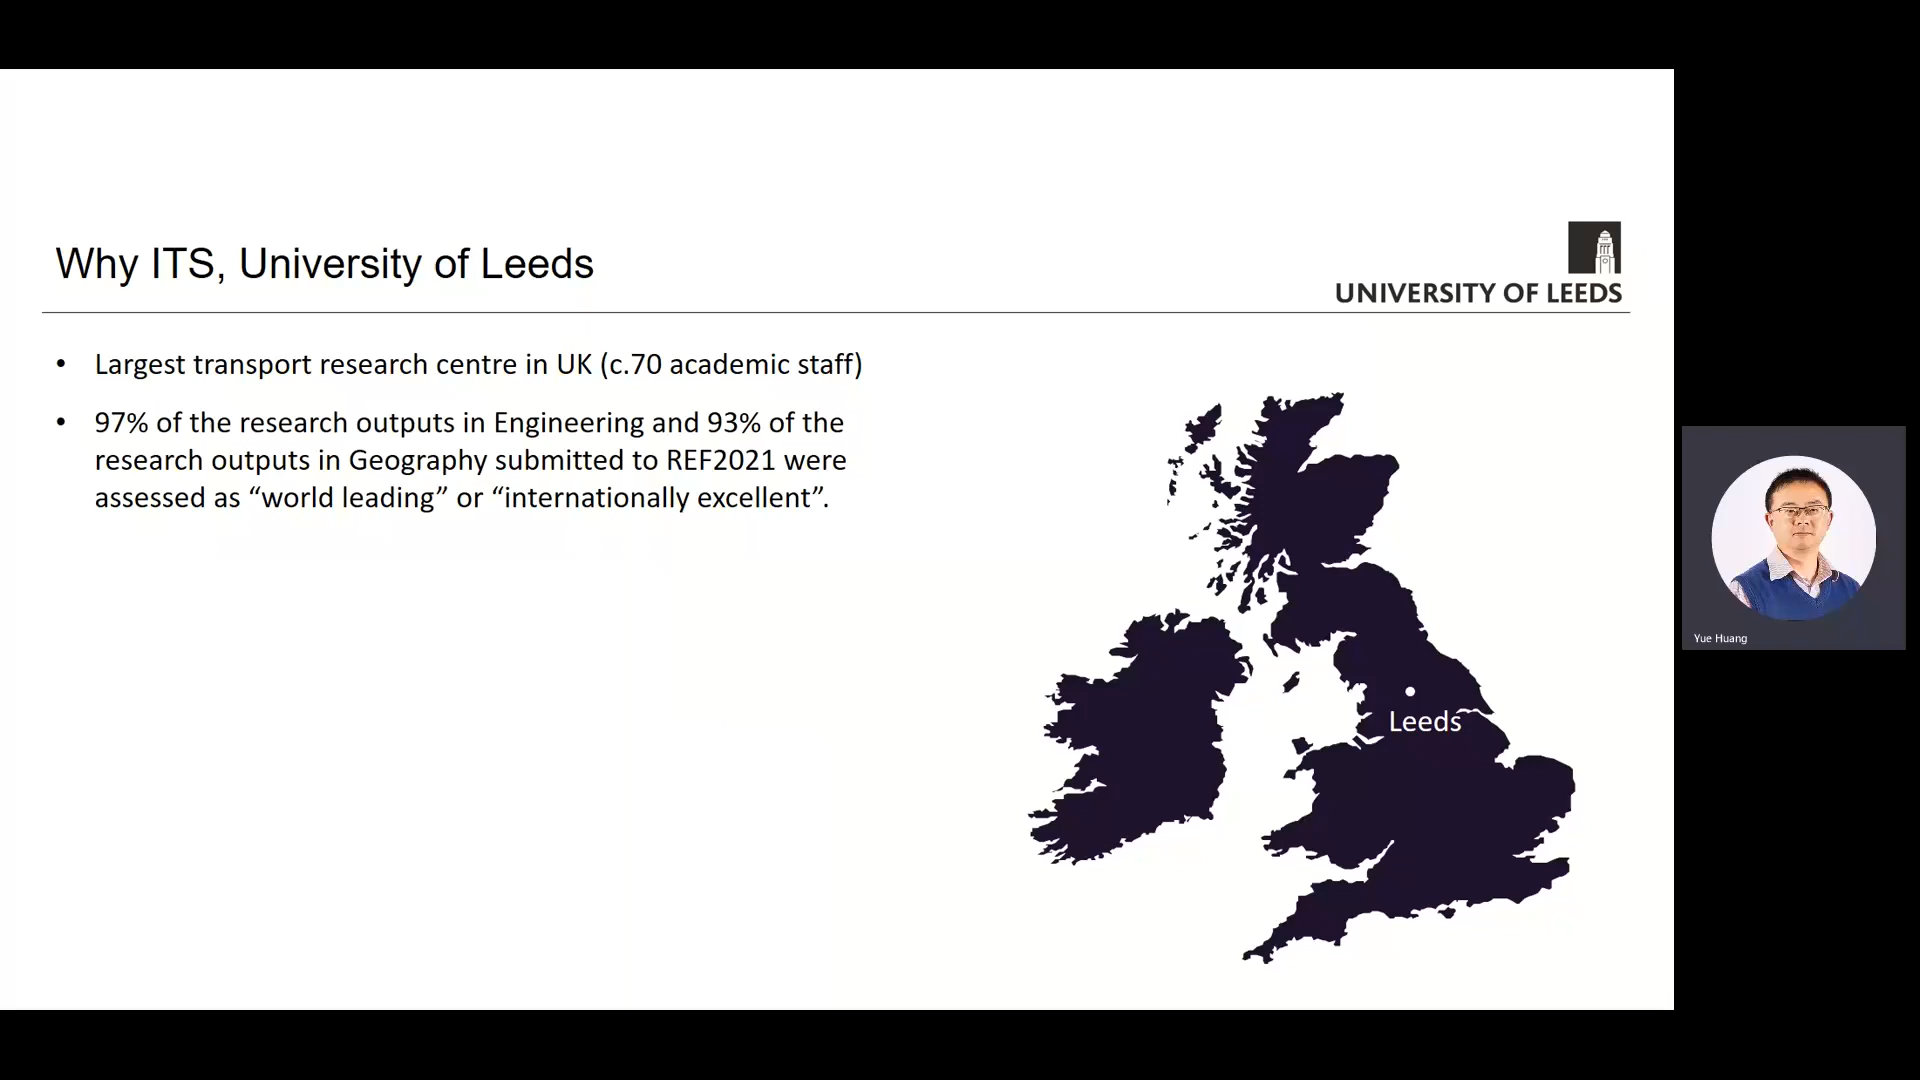 Why ITS, University of Leeds
UNIVERSITY OF LEEDS
• Largest transport research centre in UK (c.70 academic staff)
• 97% of the research outputs in Engineering and 93% of the
research outputs in Geography submitted to REF2021 were
assessed as “world leading” or “internationally excellent”.
Leeds
Yue Huang